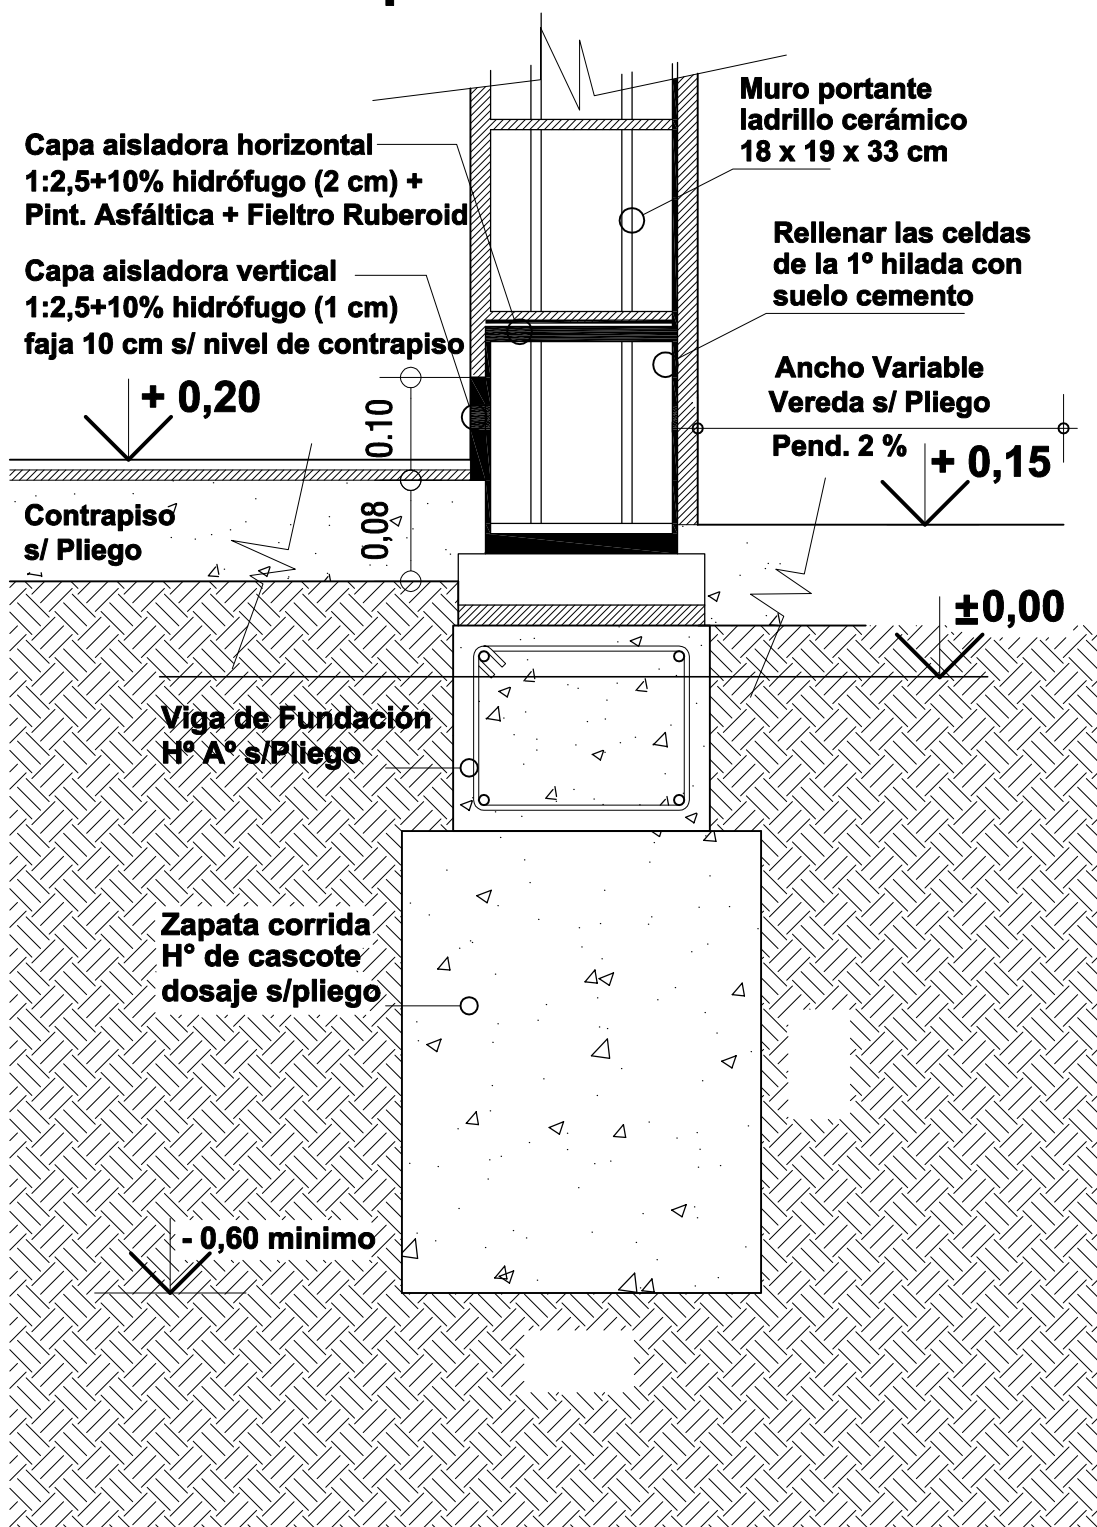 Muro portante
ladrillo cerámico
18 x 19 x 33 cm
Capa aisladora horizontal
1:2,5+10% hidrófugo (2 cm) +
Pint. Asfáltica + Fieltro Ruberoid
Rellenar las celdas
de la 1º hilada con
suelo cemento
Capa aisladora vertical
1:2,5+10% hidrófugo (1 cm)
faja 10 cm s/ nivel de contrapiso
Ancho Variable
Vereda s/ Pliego
Pend. 2 %
+ 0,20
0.10
+ 0,15
Contrapiso
s/ Pliego
0,08
±0,00
Viga de Fundación
Hº Aº s/Pliego
Zapata corrida
H° de cascote
dosaje s/pliego
- 0,60 minimo